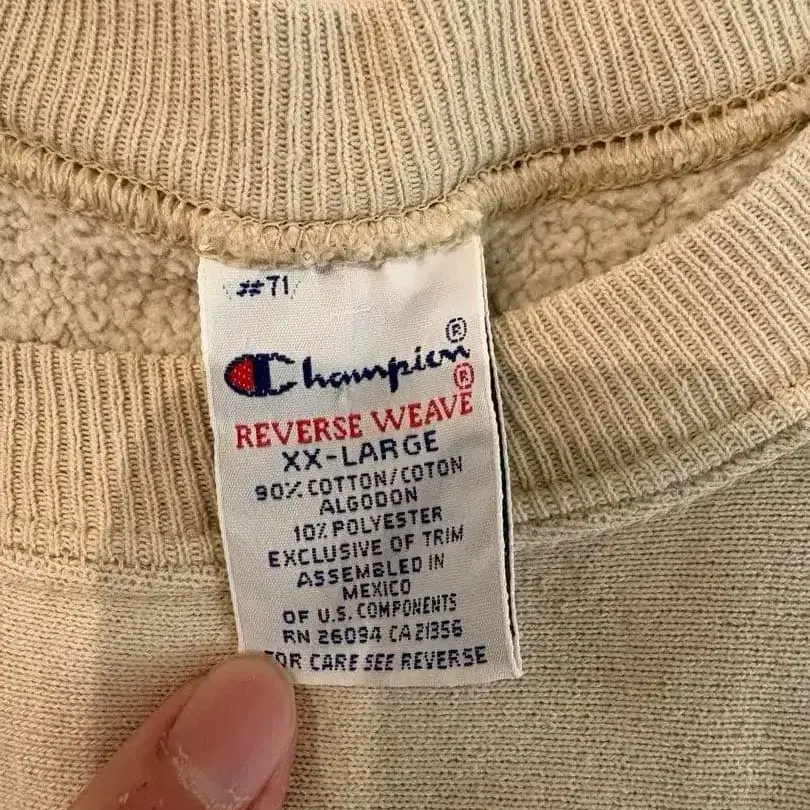 #71
Champion®
REVERSE WEAVE®
XX-LARGE
90% COTTON/COTON
ALGODON
10% POLYESTER
EXCLUSIVE OF TRIM
ASSEMBLED IN
MEXICO
OF U.S. COMPONENTS
RN 26094 CA 21356
FOR CARE SEE REVERSE